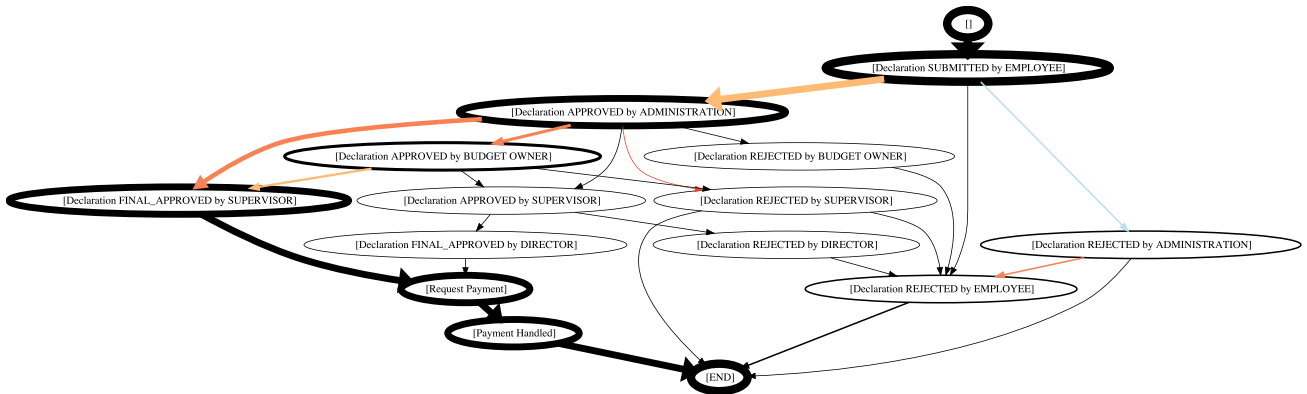 []
[Declaration SUBMITTED by EMPLOYEE]
[Declaration APPROVED by ADMINISTRATION]
[Declaration APPROVED by BUDGET OWNER]
[Declaration REJECTED by BUDGET OWNER]
[Declaration FINAL_APPROVED by SUPERVISOR]
[Declaration APPROVED by SUPERVISOR]
[Declaration REJECTED by SUPERVISOR]
[Declaration FINAL_APPROVED by DIRECTOR]
[Declaration REJECTED by DIRECTOR]
[Declaration REJECTED by ADMINISTRATION]
[Request Payment]
[Declaration REJECTED by EMPLOYEE]
[Payment Handled]
[END]